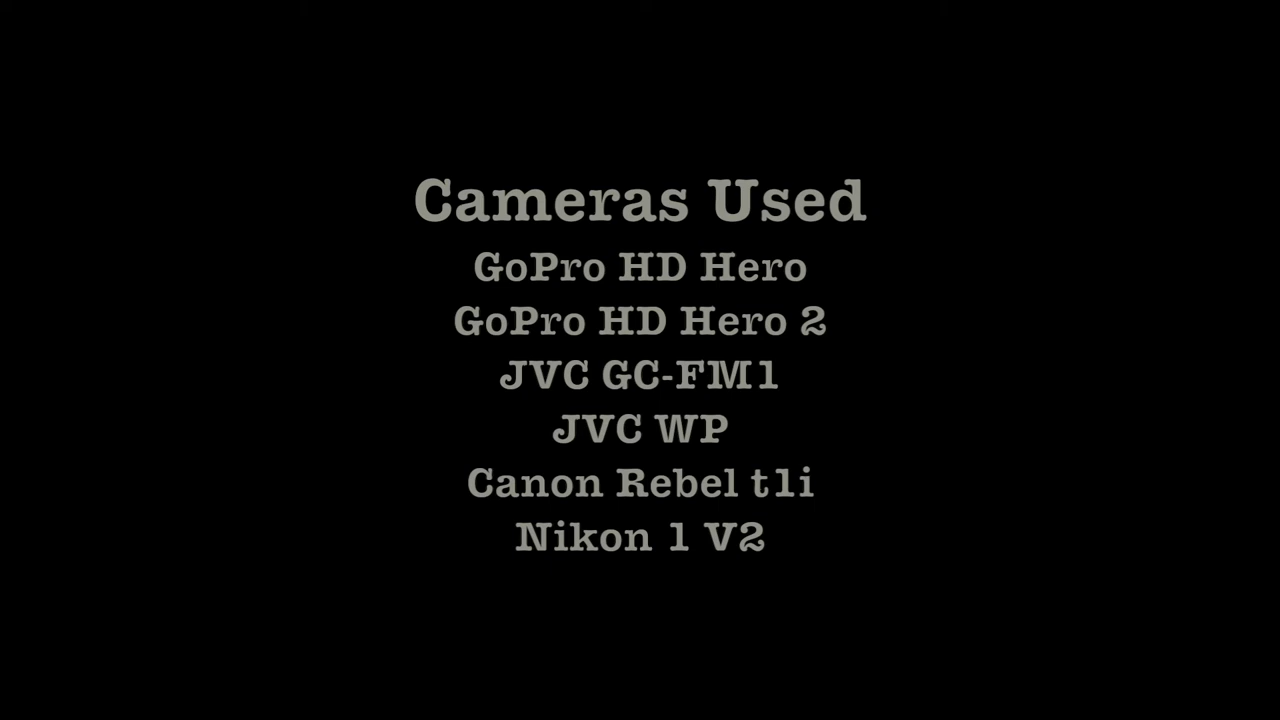 Cameras Used
GoPro HD Hero
GoPro HD Hero 2
JVC GC-FM1
JVC WP
Canon Rebel t1i
Nikon 1 V2